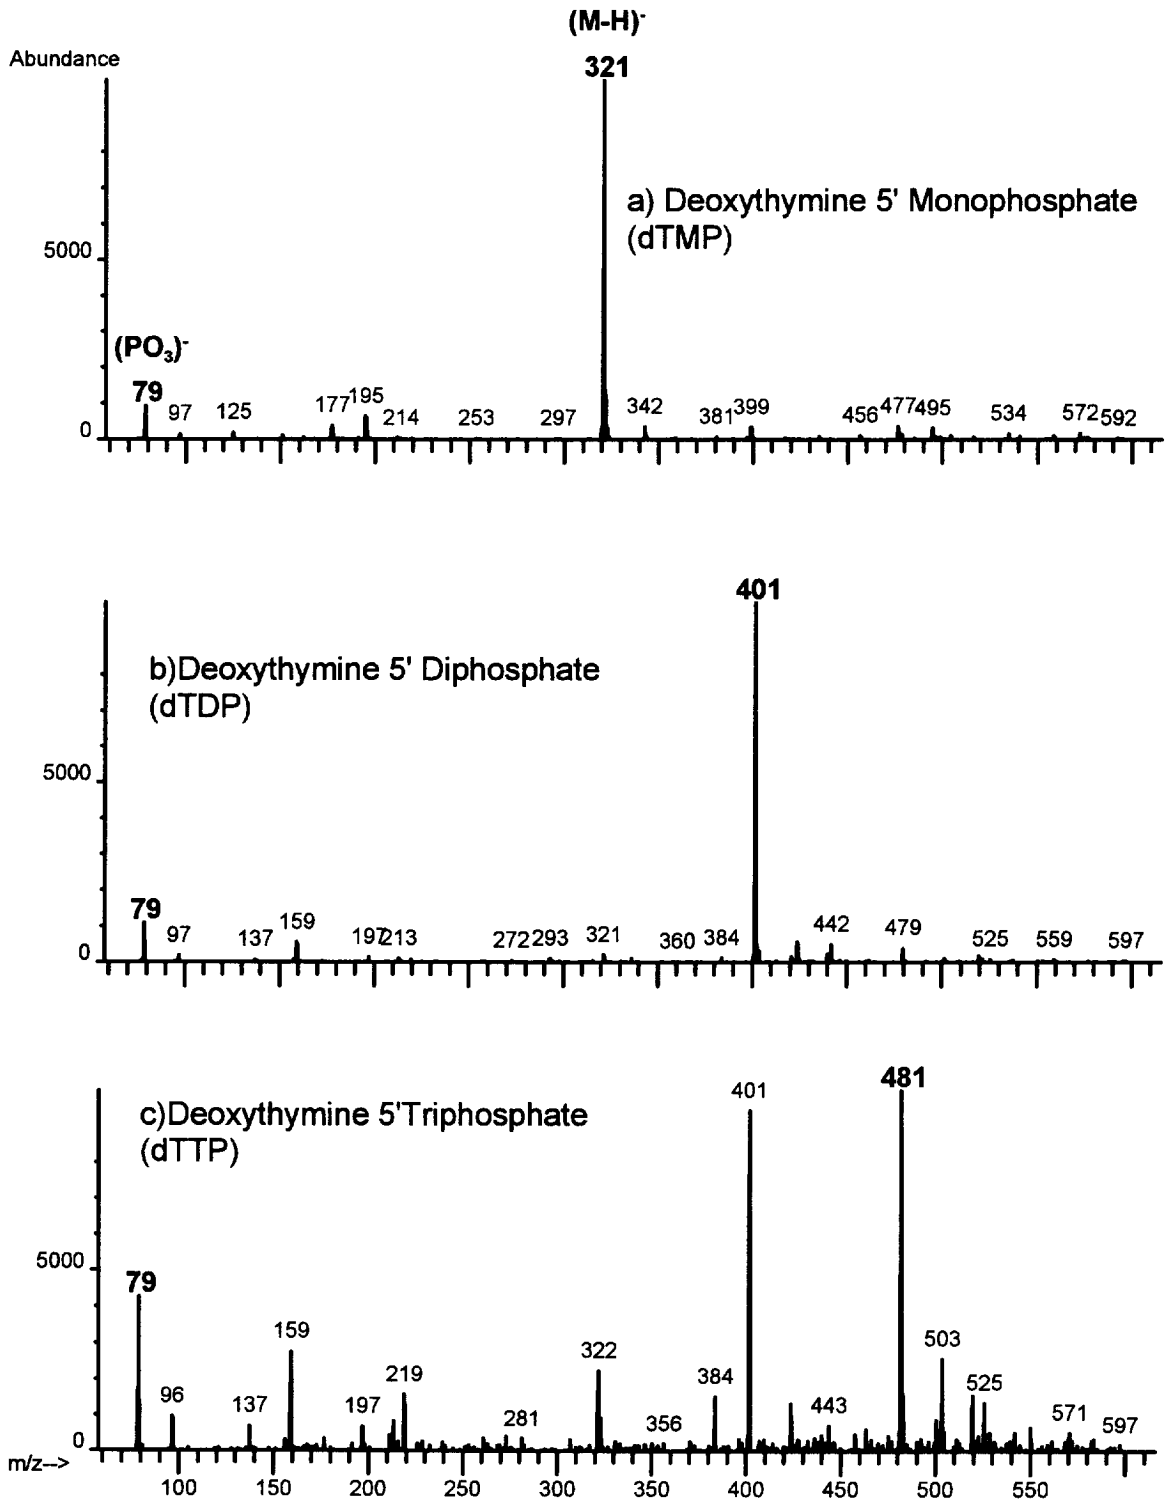 (M-H)-
Abundance
321
a) Deoxythymine 5' Monophosphate
(dTMP)
5000
(PO3)-
79 97 125 177 195 214 253 297 342 381 399 456 477 495 534 572 592
0
401
b)Deoxythymine 5' Diphosphate
(dTDP)
5000
79 97 137 159 197 213 272 293 321 360 384 442 479 525 559 597
0
401 481
c)Deoxythymine 5'Triphosphate
(dTTP)
5000
79 96 137 159 197 219 281 322 356 384 443 503 525 571 597
0
m/z-->
100 150 200 250 300 350 400 450 500 550